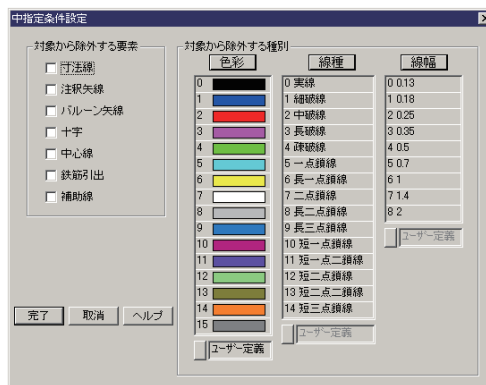 中指定条件設定
対象から除外する要素
寸法線
注釈矢線
バルーン矢線
十字
中心線
鉄筋引出
補助線
完了 取消 ヘルプ
対象から除外する種別
色彩
0
1
2
3
4
5
6
7
8
9
10
11
12
13
14
15
ユーザー定義
線種
0 実線
1 細破線
2 中破線
3 長破線
4 疎破線
5 一点鎖線
6 長一点鎖線
7 二点鎖線
8 長二点鎖線
9 長三点鎖線
10 短一点鎖線
11 短一点二鎖線
12 短二点鎖線
13 短二点二鎖線
14 短三点鎖線
ユーザー定義
線幅
0 0.13
1 0.18
2 0.25
3 0.35
4 0.5
5 0.7
6 1
7 1.4
8 2
ユーザー定義